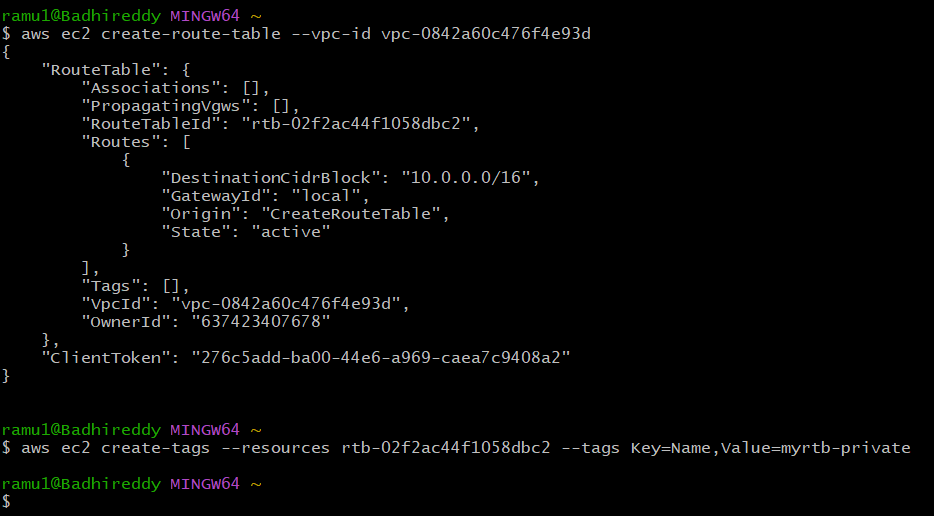 ramu1@Badhireddy MINGW64 ~
$ aws ec2 create-route-table --vpc-id vpc-0842a60c476f4e93d
{
    "RouteTable": {
        "Associations": [],
        "PropagatingVgws": [],
        "RouteTableId": "rtb-02f2ac44f1058dbc2",
        "Routes": [
            {
                "DestinationCidrBlock": "10.0.0.0/16",
                "GatewayId": "local",
                "Origin": "CreateRouteTable",
                "State": "active"
            }
        ],
        "Tags": [],
        "VpcId": "vpc-0842a60c476f4e93d",
        "OwnerId": "637423407678"
    },
    "ClientToken": "276c5add-ba00-44e6-a969-caea7c9408a2"
}
ramu1@Badhireddy MINGW64 ~
$ aws ec2 create-tags --resources rtb-02f2ac44f1058dbc2 --tags Key=Name,Value=myrtb-private
ramu1@Badhireddy MINGW64 ~
$